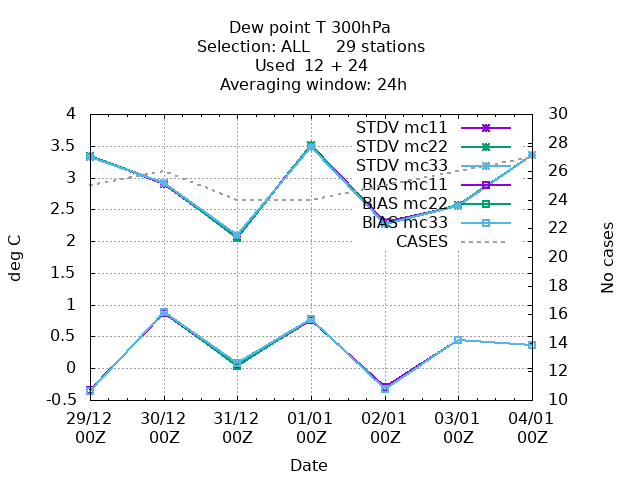 Dew point T 300hPa
Selection: ALL     29 stations
Used  12 + 24
Averaging window: 24h
4
3.5
3
2.5
2
1.5
1
0.5
0
-0.5
deg C
30
28
26
24
22
20
18
16
14
12
10
No cases
STDV mc11
STDV mc22
STDV mc33
BIAS mc11
BIAS mc22
BIAS mc33
CASES
29/12 30/12 31/12 01/01 02/01 03/01 04/01
00Z 00Z 00Z 00Z 00Z 00Z 00Z
Date